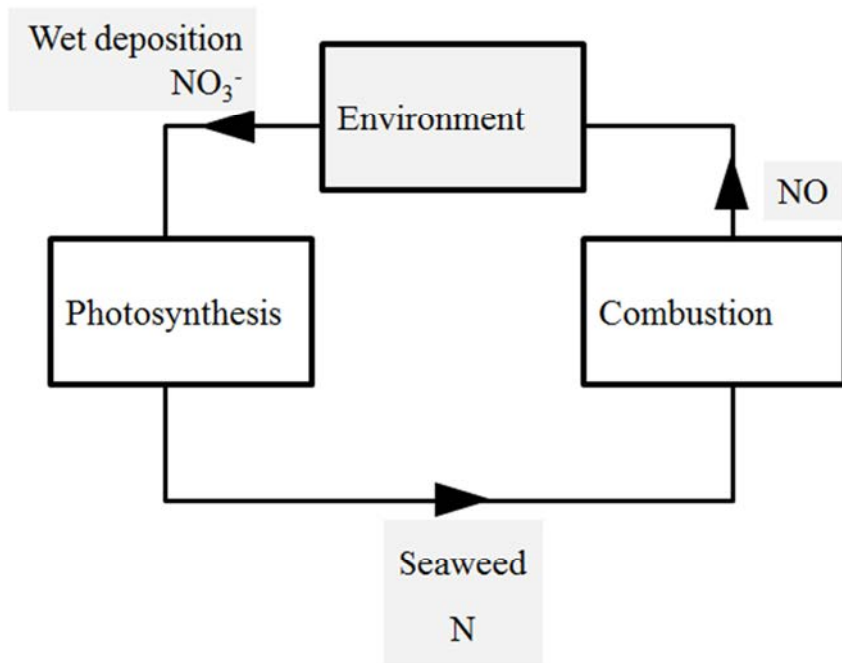 Wet deposition
NO₃⁻
Environment
NO
Photosynthesis
Combustion
Seaweed
N